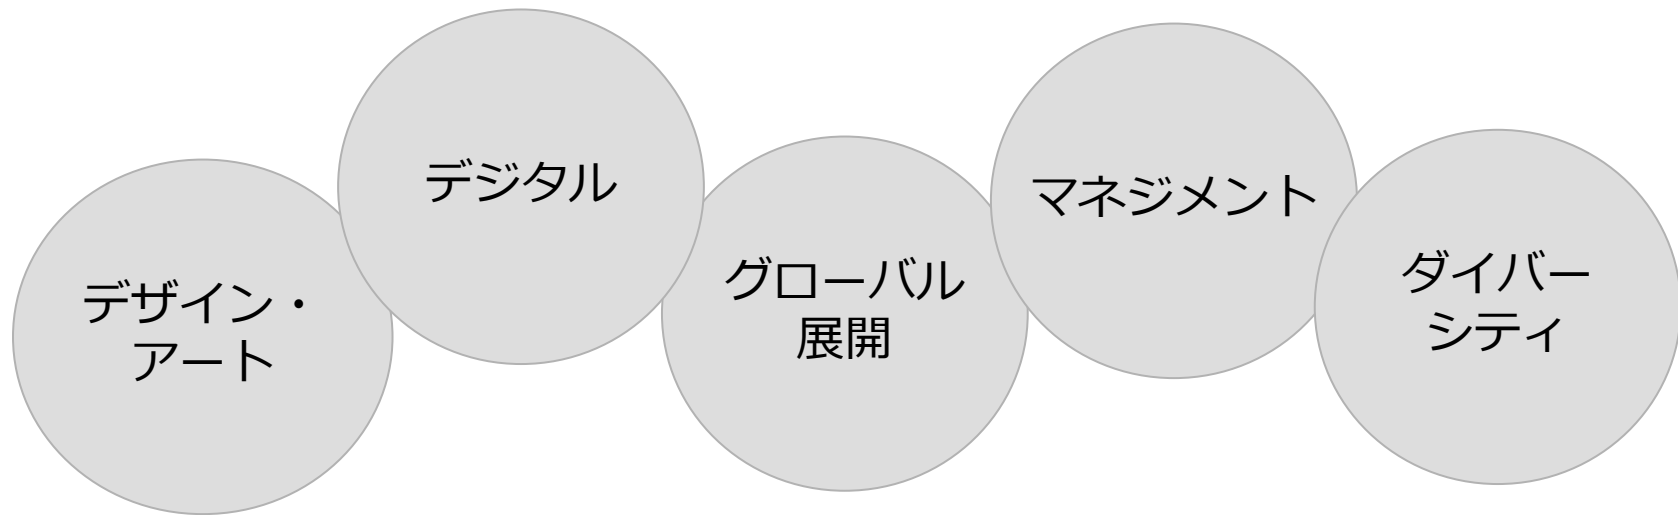 デザイン・
アート
デジタル
グローバル
展開
マネジメント
ダイバー
シティ